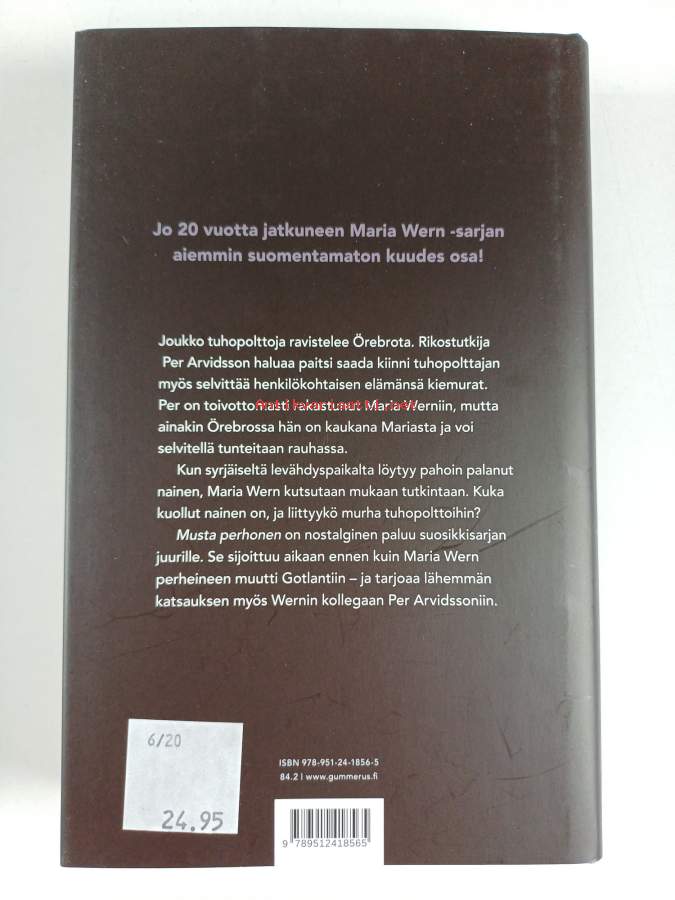 Jo 20 vuotta jatkuneen Maria Wern -sarjan
aiemmin suomentamaton kuudes osa!
Joukko tuhopolttoja ravistelee Örebrota. Rikostutkija
Per Arvidsson haluaa paitsi saada kiinni tuhopolttajan
myös selvittää henkilökohtaisen elämänsä kiemurat.
Per on toivottomasti rakastunut Maria Werniin, mutta
ainakin Örebrossa hän on kaukana Mariasta ja voi
selvitellä tunteitaan rauhassa.
Kun syrjäiseltä levähdyspaikalta löytyy pahoin palanut
nainen, Maria Wern kutsutaan mukaan tutkintaan. Kuka
kuollut nainen on, ja liittyykö murha tuhopolttoihin?
Musta perhonen on nostalginen paluu suosikkisarjan
juurille. Se sijoittuu aikaan ennen kuin Maria Wern
perheineen muutti Gotlantiin – ja tarjoaa lähemmän
katsauksen myös Wernin kollegaan Per Arvidssoniin.
6/20
24.95
ISBN 978-951-24-1856-5
84.2 | www.gummerus.fi
9 789512 418565